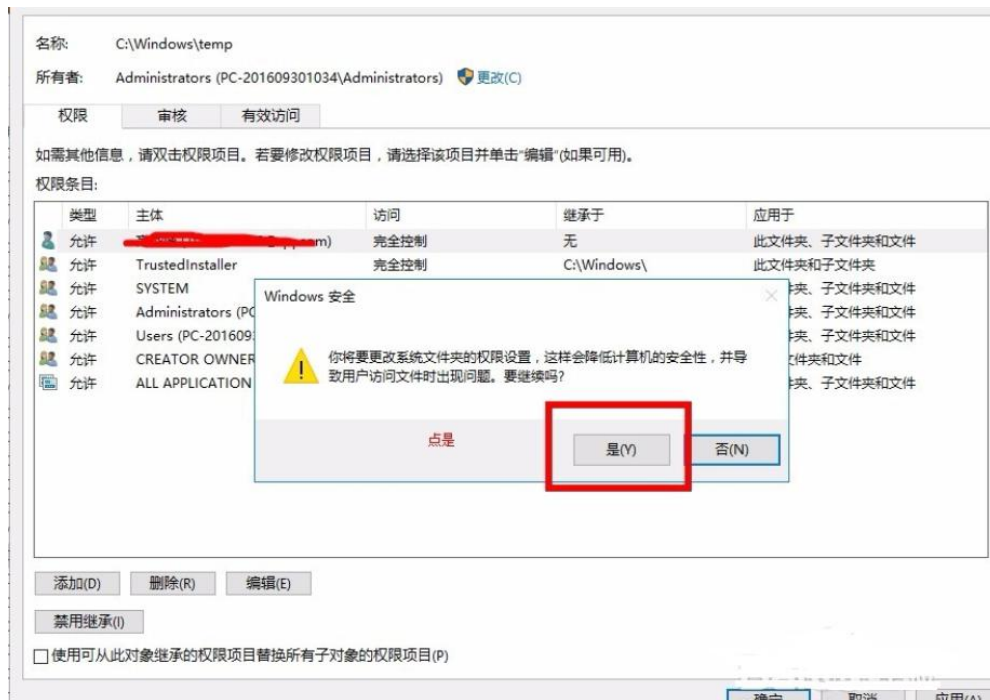 名称: C:\Windows\temp
所有者: Administrators (PC-201609301034\Administrators) 更改(C)
权限 审核 有效访问
如需其他信息，请双击权限项目。若要修改权限项目，请选择该项目并单击“编辑”(如果可用)。
权限条目:
类型 主体 访问 继承于 应用于
允许 完全控制 无 此文件夹、子文件夹和文件
允许 TrustedInstaller 完全控制 C:\Windows\ 此文件夹和子文件夹
允许 SYSTEM 夹、子文件夹和文件
允许 Administrators (PC 夹、子文件夹和文件
允许 Users (PC-201609 夹、子文件夹和文件
允许 CREATOR OWNER 文件夹和文件
允许 ALL APPLICATION 夹、子文件夹和文件
Windows 安全
你将要更改系统文件夹的权限设置，这样会降低计算机的安全性，并导
致用户访问文件时出现问题。要继续吗?
点是 是(Y) 否(N)
添加(D) 删除(R) 编辑(E)
禁用继承(I)
使用可从此对象继承的权限项目替换所有子对象的权限项目(P)
确定 取消 应用(A)